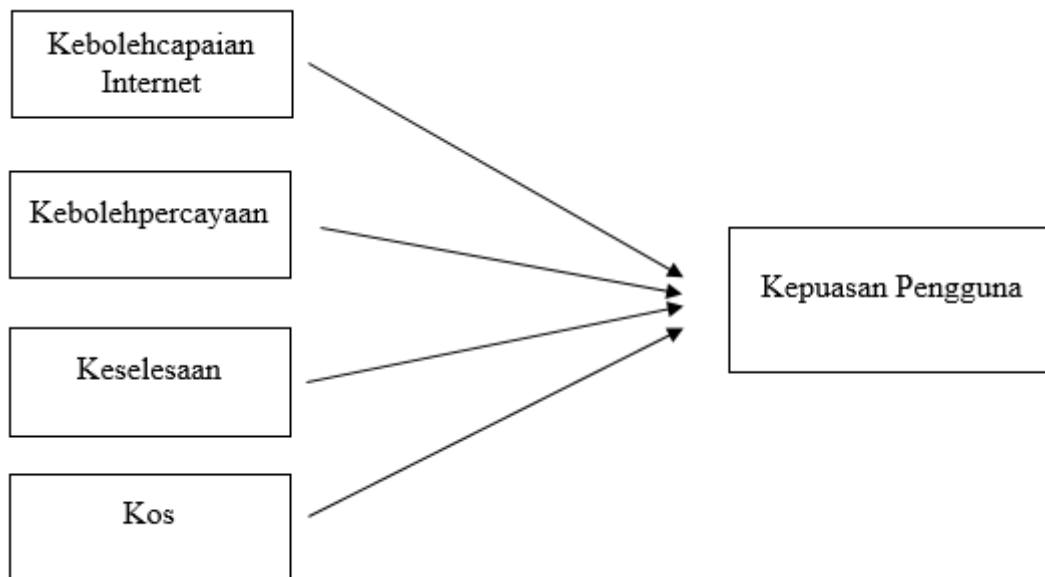 Kebolehcapaian
Internet
Kebolehpercayaan
Keselesaan
Kos
Kepuasan Pengguna